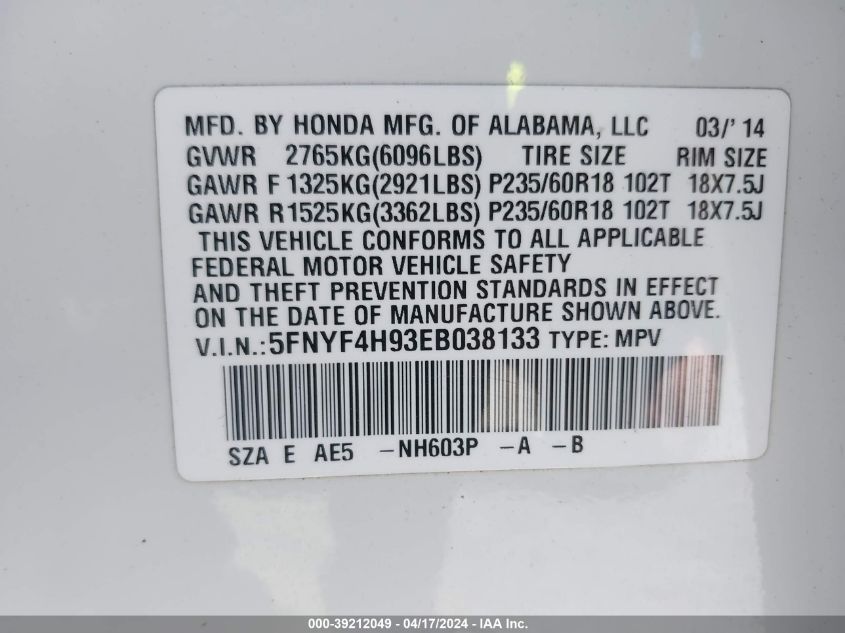 MFD. BY HONDA MFG. OF ALABAMA, LLC 03/' 14
GVWR 2765KG(6096LBS) TIRE SIZE RIM SIZE
GAWR F 1325KG(2921LBS) P235/60R18 102T 18X7.5J
GAWR R 1525KG(3362LBS) P235/60R18 102T 18X7.5J
THIS VEHICLE CONFORMS TO ALL APPLICABLE
FEDERAL MOTOR VEHICLE SAFETY
AND THEFT PREVENTION STANDARDS IN EFFECT
ON THE DATE OF MANUFACTURE SHOWN ABOVE.
V.I.N.: 5FNYF4H93EB038133 TYPE: MPV
SZA E AE5 -NH603P -A -B
000-39212049 - 04/17/2024 - IAA Inc.